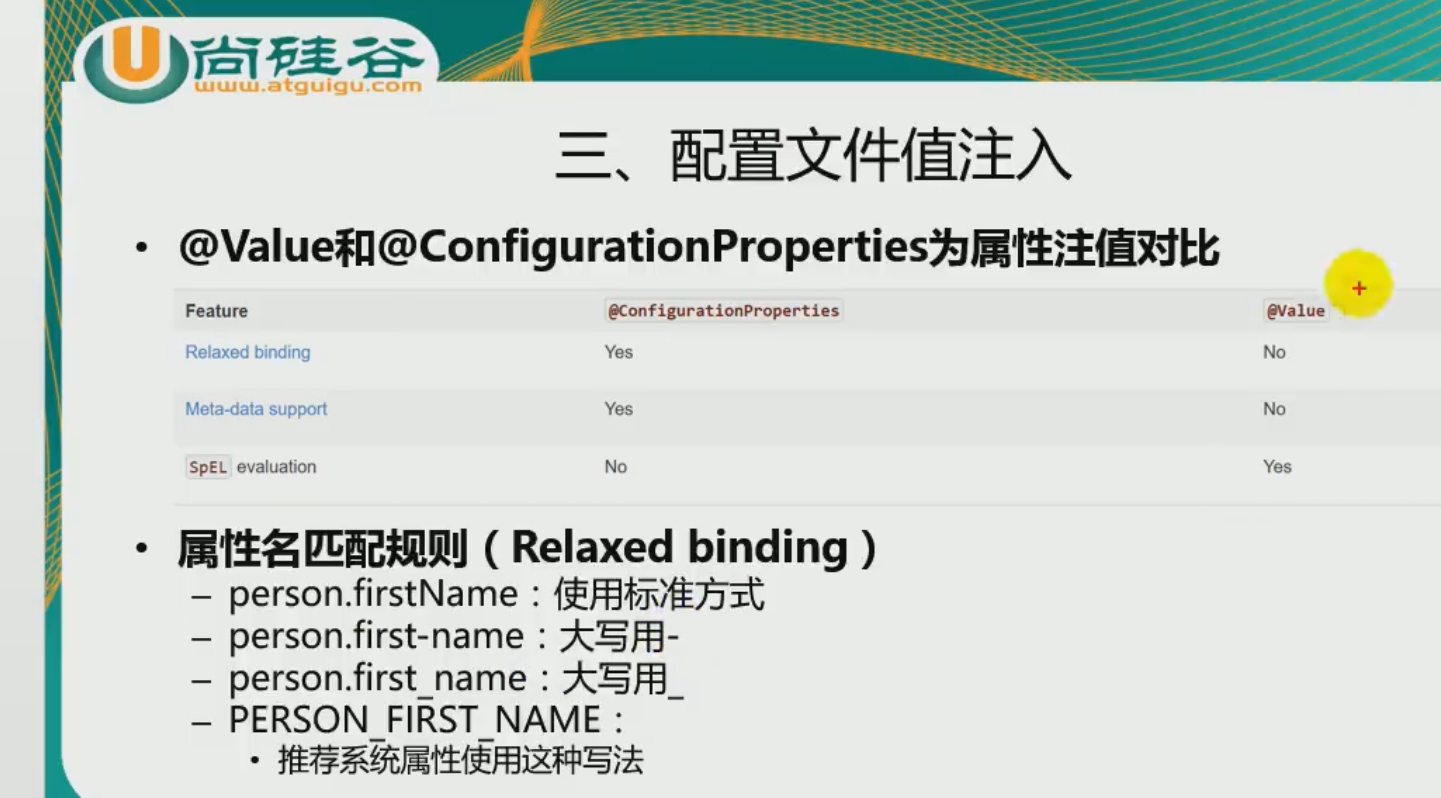 尚硅谷
www.atguigu.com
三、配置文件值注入
• @Value和@ConfigurationProperties为属性注值对比
Feature @ConfigurationProperties @Value
Relaxed binding Yes No
Meta-data support Yes No
SpEL evaluation No Yes
• 属性名匹配规则（Relaxed binding）
– person.firstName：使用标准方式
– person.first-name：大写用-
– person.first_name：大写用_
– PERSON_FIRST_NAME：
• 推荐系统属性使用这种写法